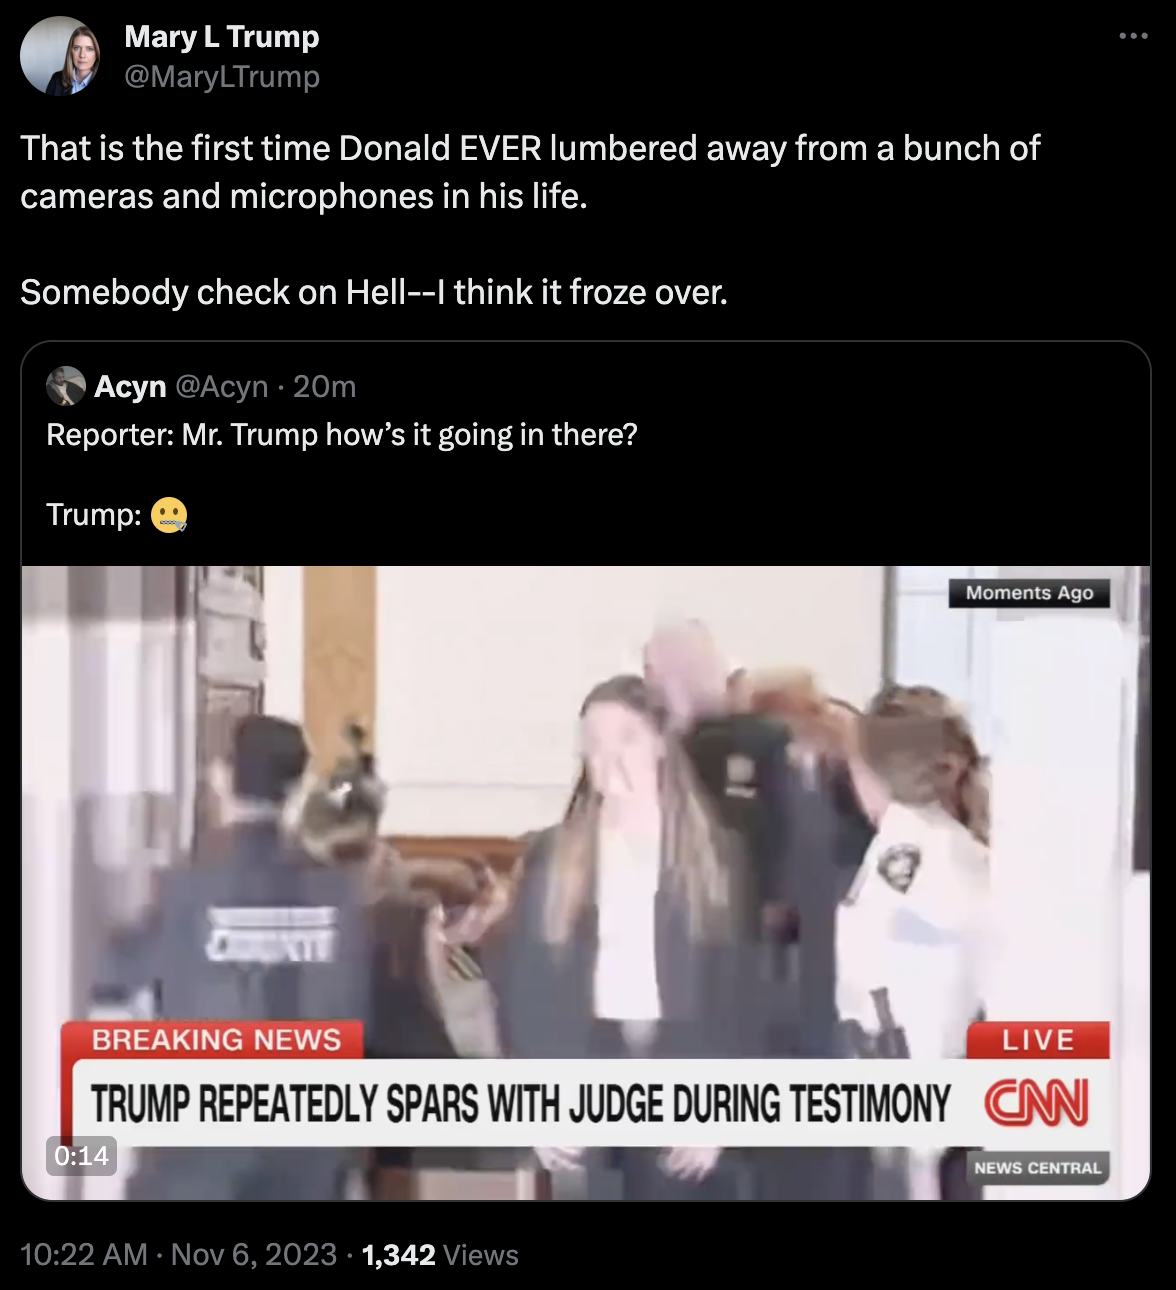 Mary L Trump
@MaryLTrump
That is the first time Donald EVER lumbered away from a bunch of
cameras and microphones in his life.
Somebody check on Hell--I think it froze over.
Acyn @Acyn · 20m
Reporter: Mr. Trump how’s it going in there?
Trump: 🤐
Moments Ago
BREAKING NEWS
LIVE
TRUMP REPEATEDLY SPARS WITH JUDGE DURING TESTIMONY
CNN
0:14
NEWS CENTRAL
10:22 AM · Nov 6, 2023 · 1,342 Views